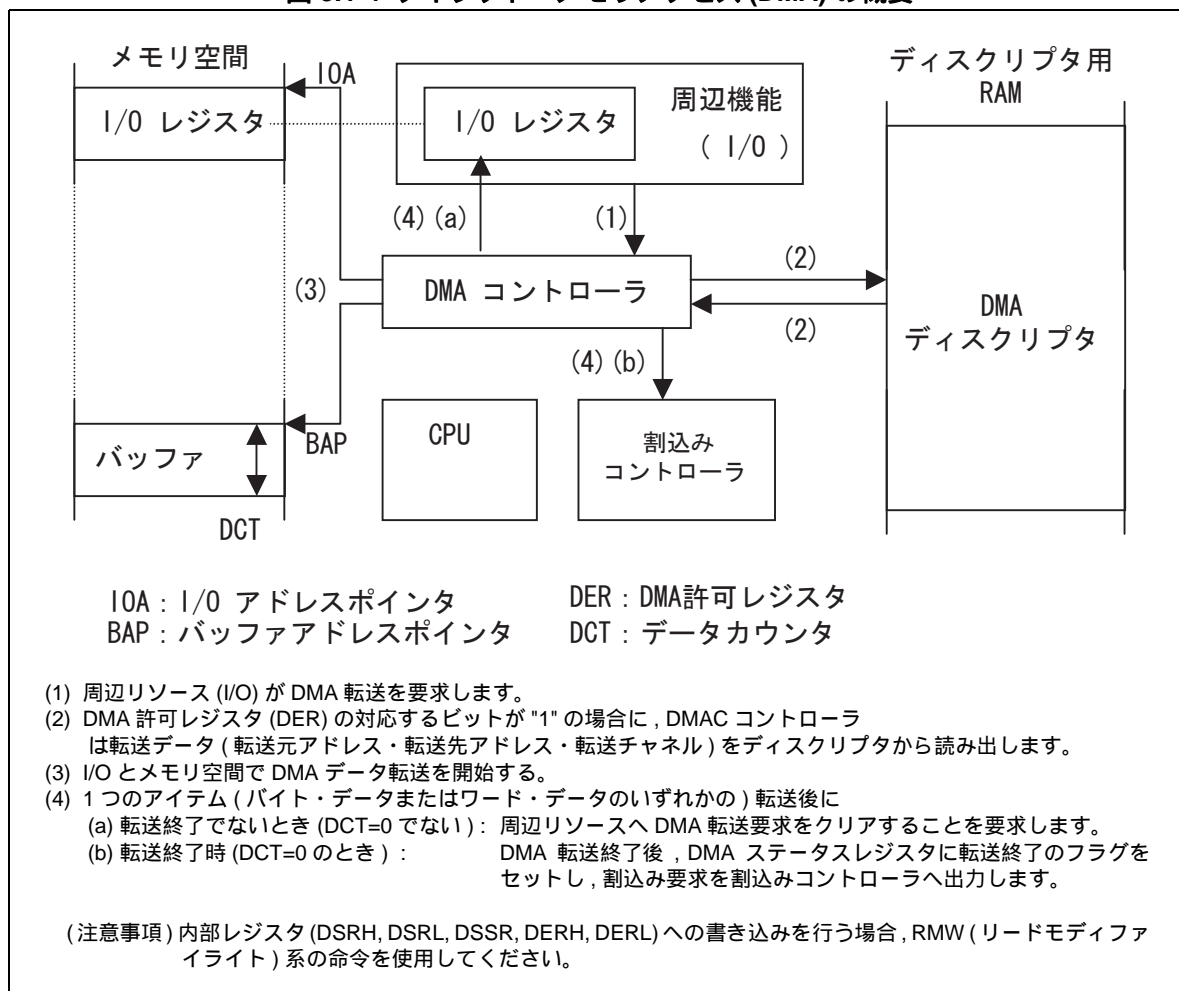 メモリ空間
IOA
I/O レジスタ
I/O レジスタ
周辺機能
( I/O )
ディスクリプタ用
RAM
(4) (a)
(1)
(2)
(3)
DMA コントローラ
(2)
DMA
ディスクリプタ
(4) (b)
BAP
バッファ
CPU
割込み
コントローラ
DCT
IOA : I/O アドレスポインタ
DER : DMA許可レジスタ
BAP : バッファアドレスポインタ
DCT : データカウンタ
(1) 周辺リソース (I/O) が DMA 転送を要求します。
(2) DMA 許可レジスタ (DER) の対応するビットが "1" の場合に , DMAC コントローラ
は転送データ ( 転送元アドレス・転送先アドレス・転送チャネル ) をディスクリプタから読み出します。
(3) I/O とメモリ空間で DMA データ転送を開始する。
(4) 1 つのアイテム ( バイト・データまたはワード・データのいずれかの ) 転送後に
(a) 転送終了でないとき (DCT=0 でない ) : 周辺リソースへ DMA 転送要求をクリアすることを要求します。
(b) 転送終了時 (DCT=0 のとき ) : DMA 転送終了後 , DMA ステータスレジスタに転送終了のフラグを
セットし , 割込み要求を割込みコントローラへ出力します。
( 注意事項 ) 内部レジスタ (DSRH, DSRL, DSSR, DERH, DERL) への書き込みを行う場合 , RMW ( リードモディファ
イライト ) 系の命令を使用してください。